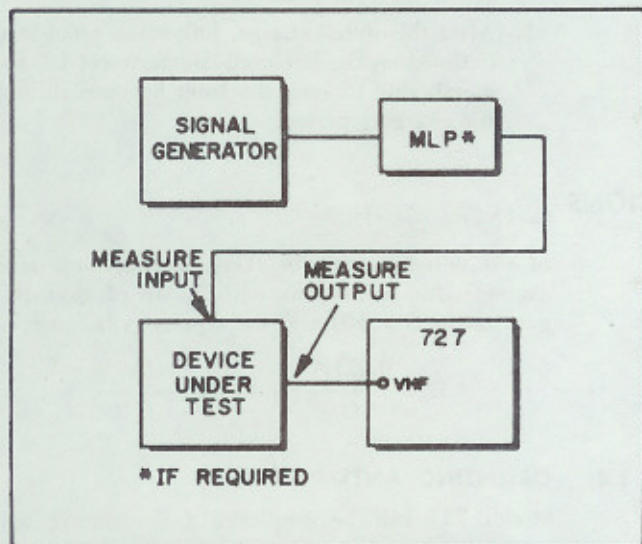 SIGNAL
GENERATOR
MLP*
MEASURE
INPUT
MEASURE
OUTPUT
DEVICE
UNDER
TEST
727
VHF
*IF REQUIRED